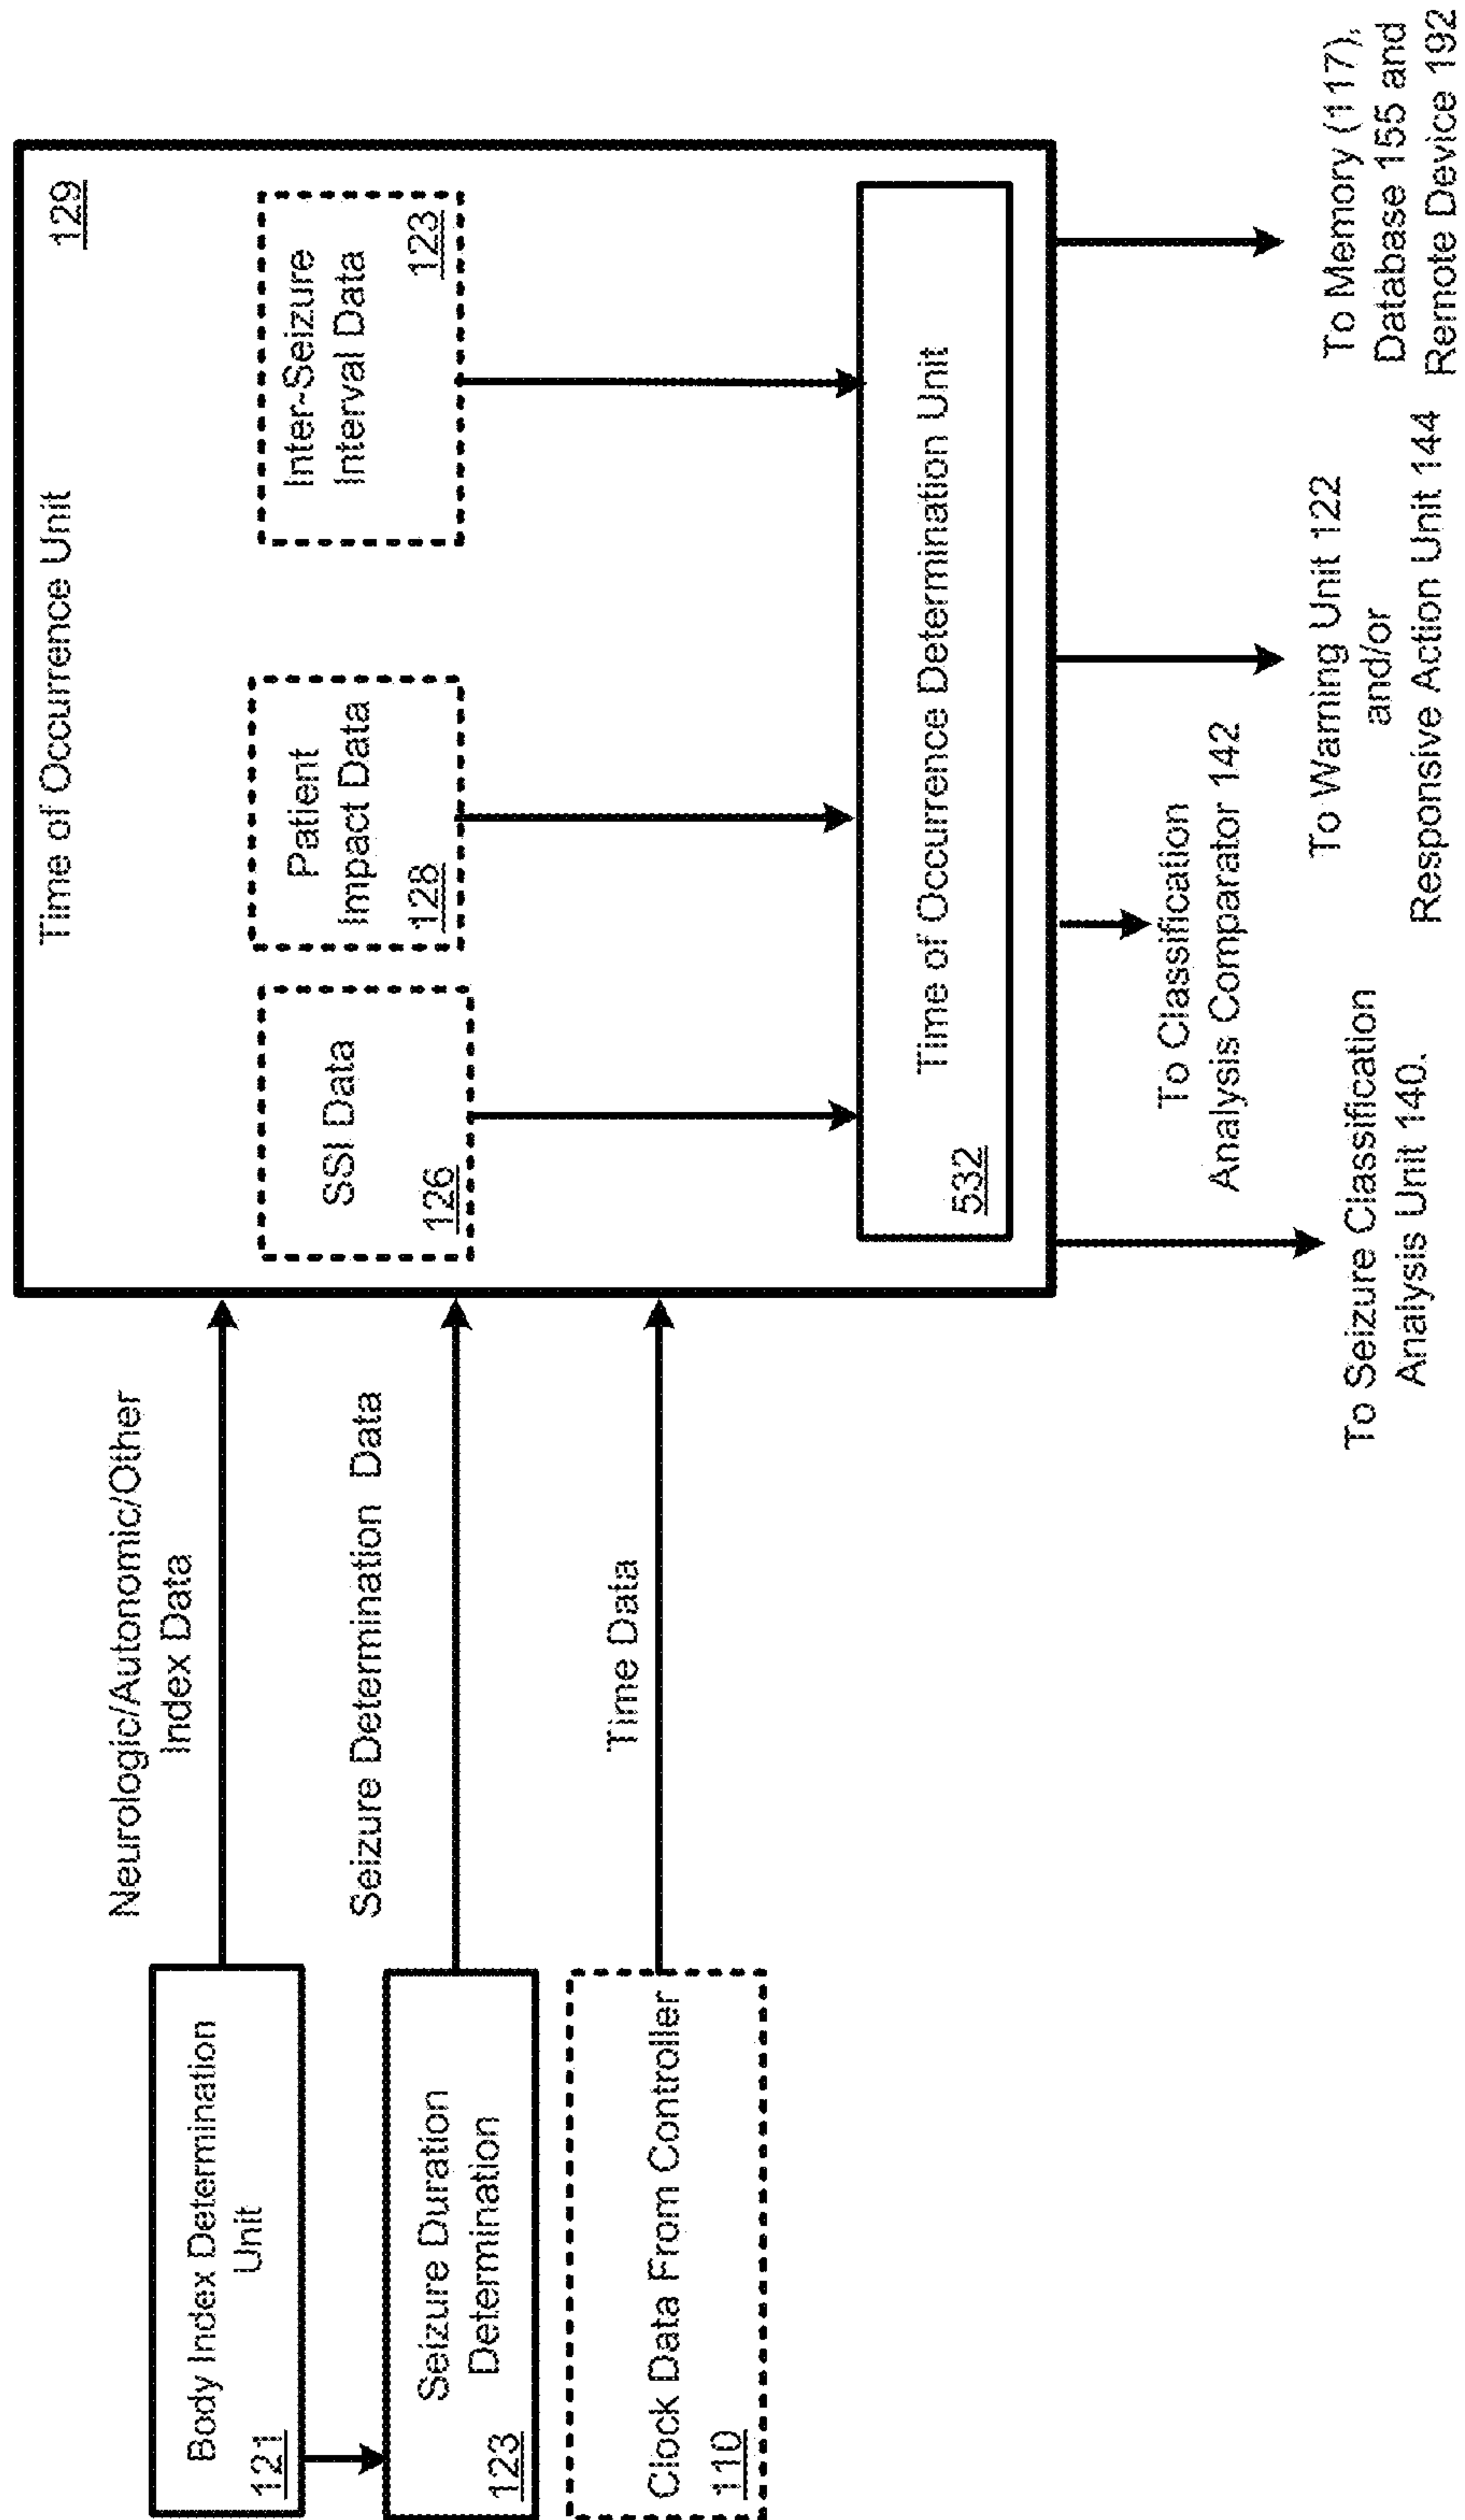 Body Index Determination
Unit
121
Seizure Duration
Determination
123
Clock Data From Controller
110
Neurologic/Autonomic/Other
Index Data
Seizure Determination Data
Time Data
Time of Occurrence Unit
129
SSI Data
126
Patient
Impact Data
128
Inter-Seizure
Interval Data
123
Time of Occurrence Determination Unit
532
To Seizure Classification
Analysis Unit 140.
To Classification
Analysis Comparator 142
To Warning Unit 122
and/or
Responsive Action Unit 144
To Memory (117),
Database 155 and
Remote Device 192